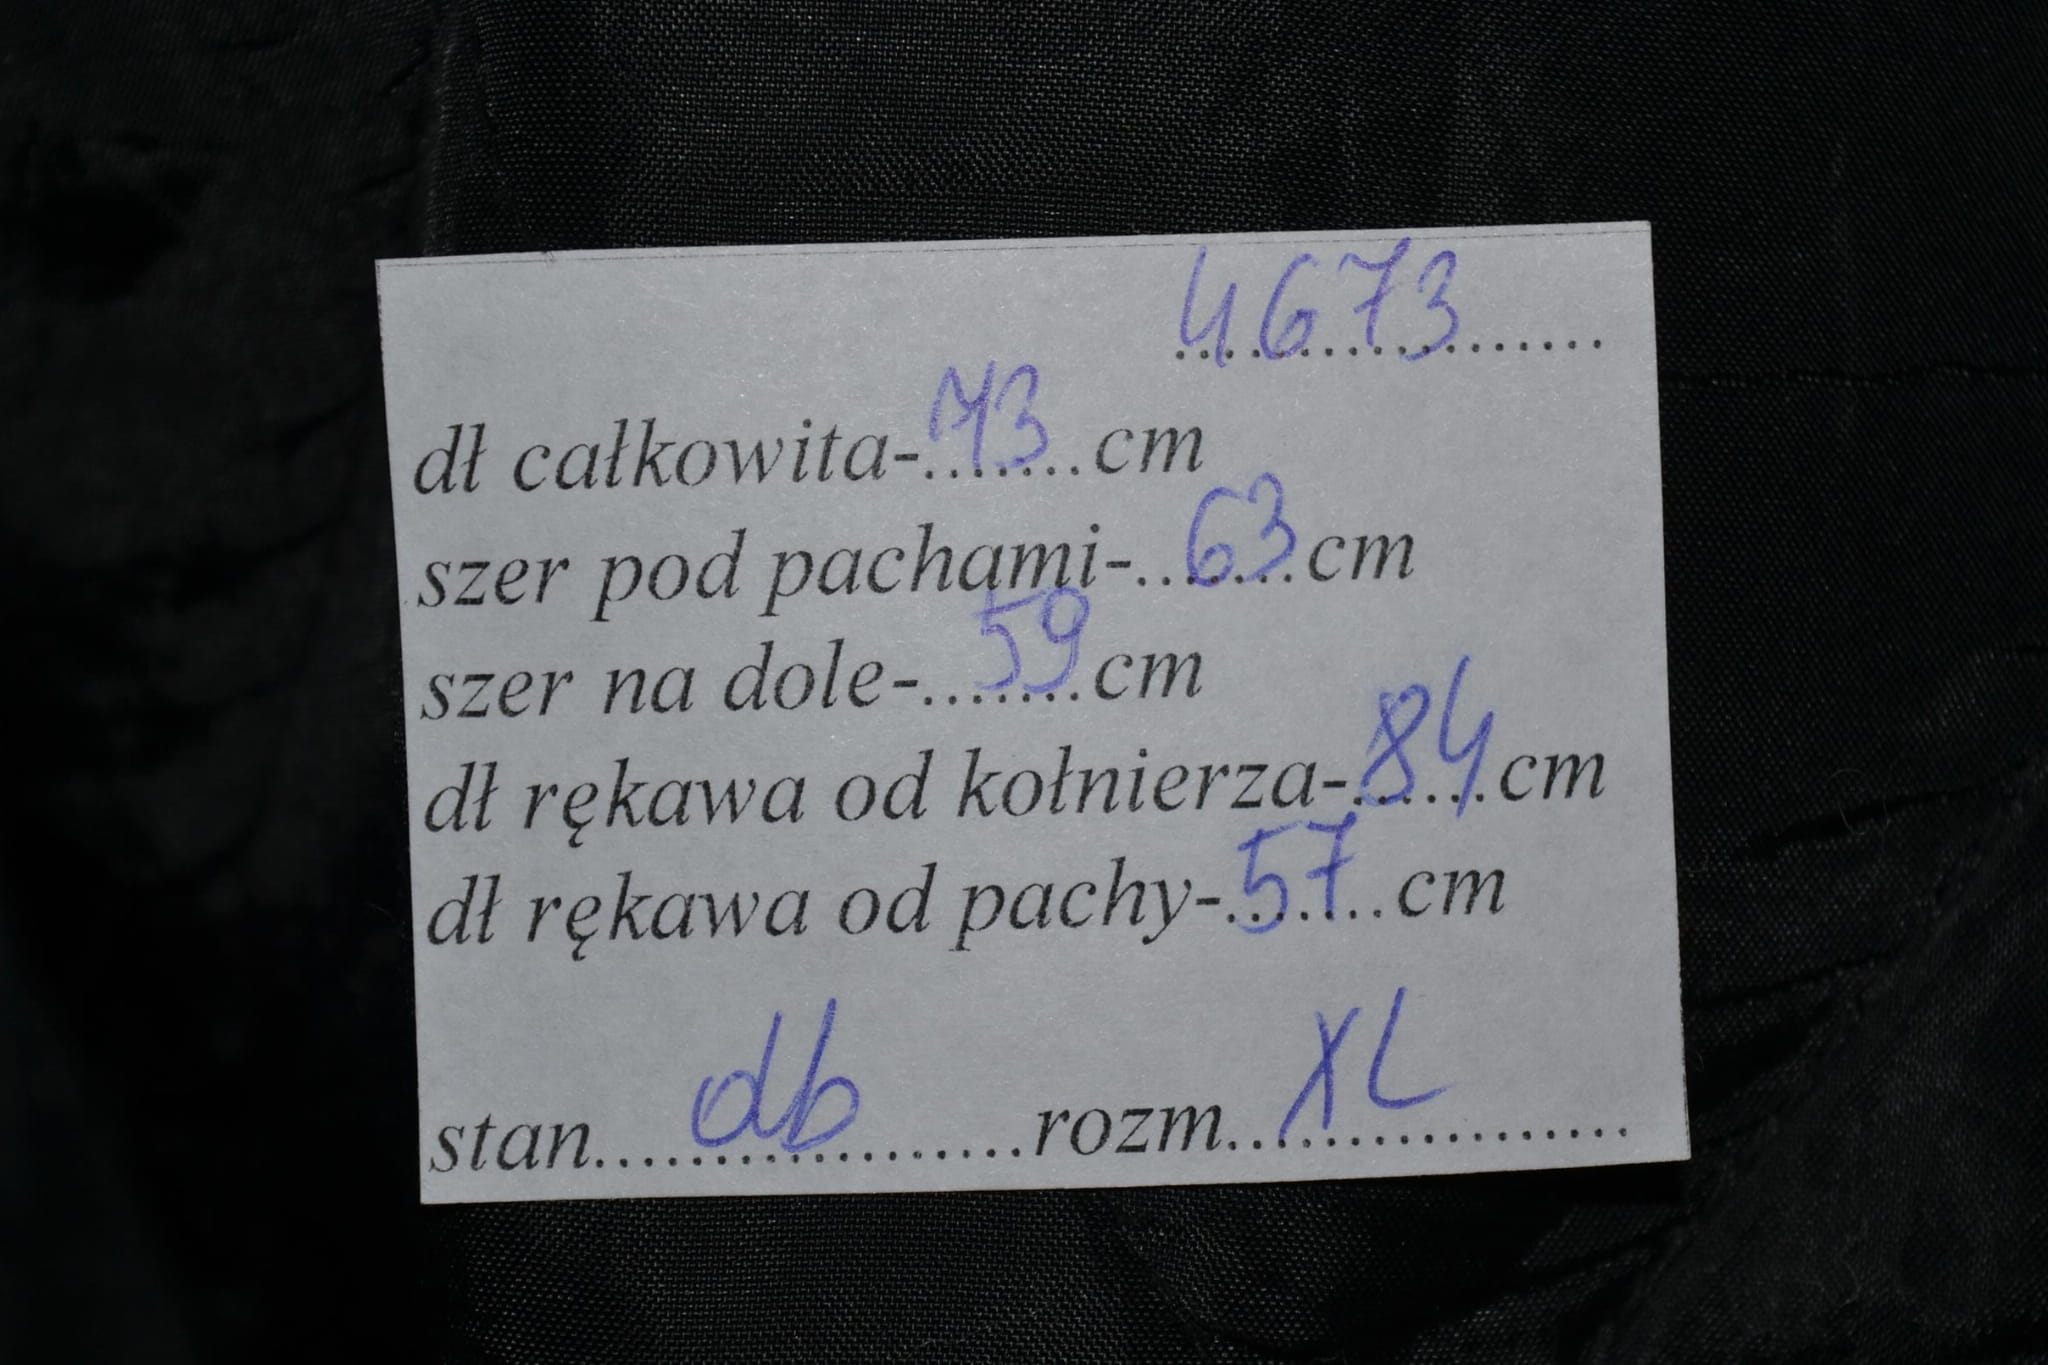 4673..................
dł całkowita-.73.....cm
szer pod pachami-...63...cm
szer na dole-...59...cm
dł rękawa od kołnierza-.84....cm
dł rękawa od pachy-.57.....cm
stan......db..........rozm...XL..............